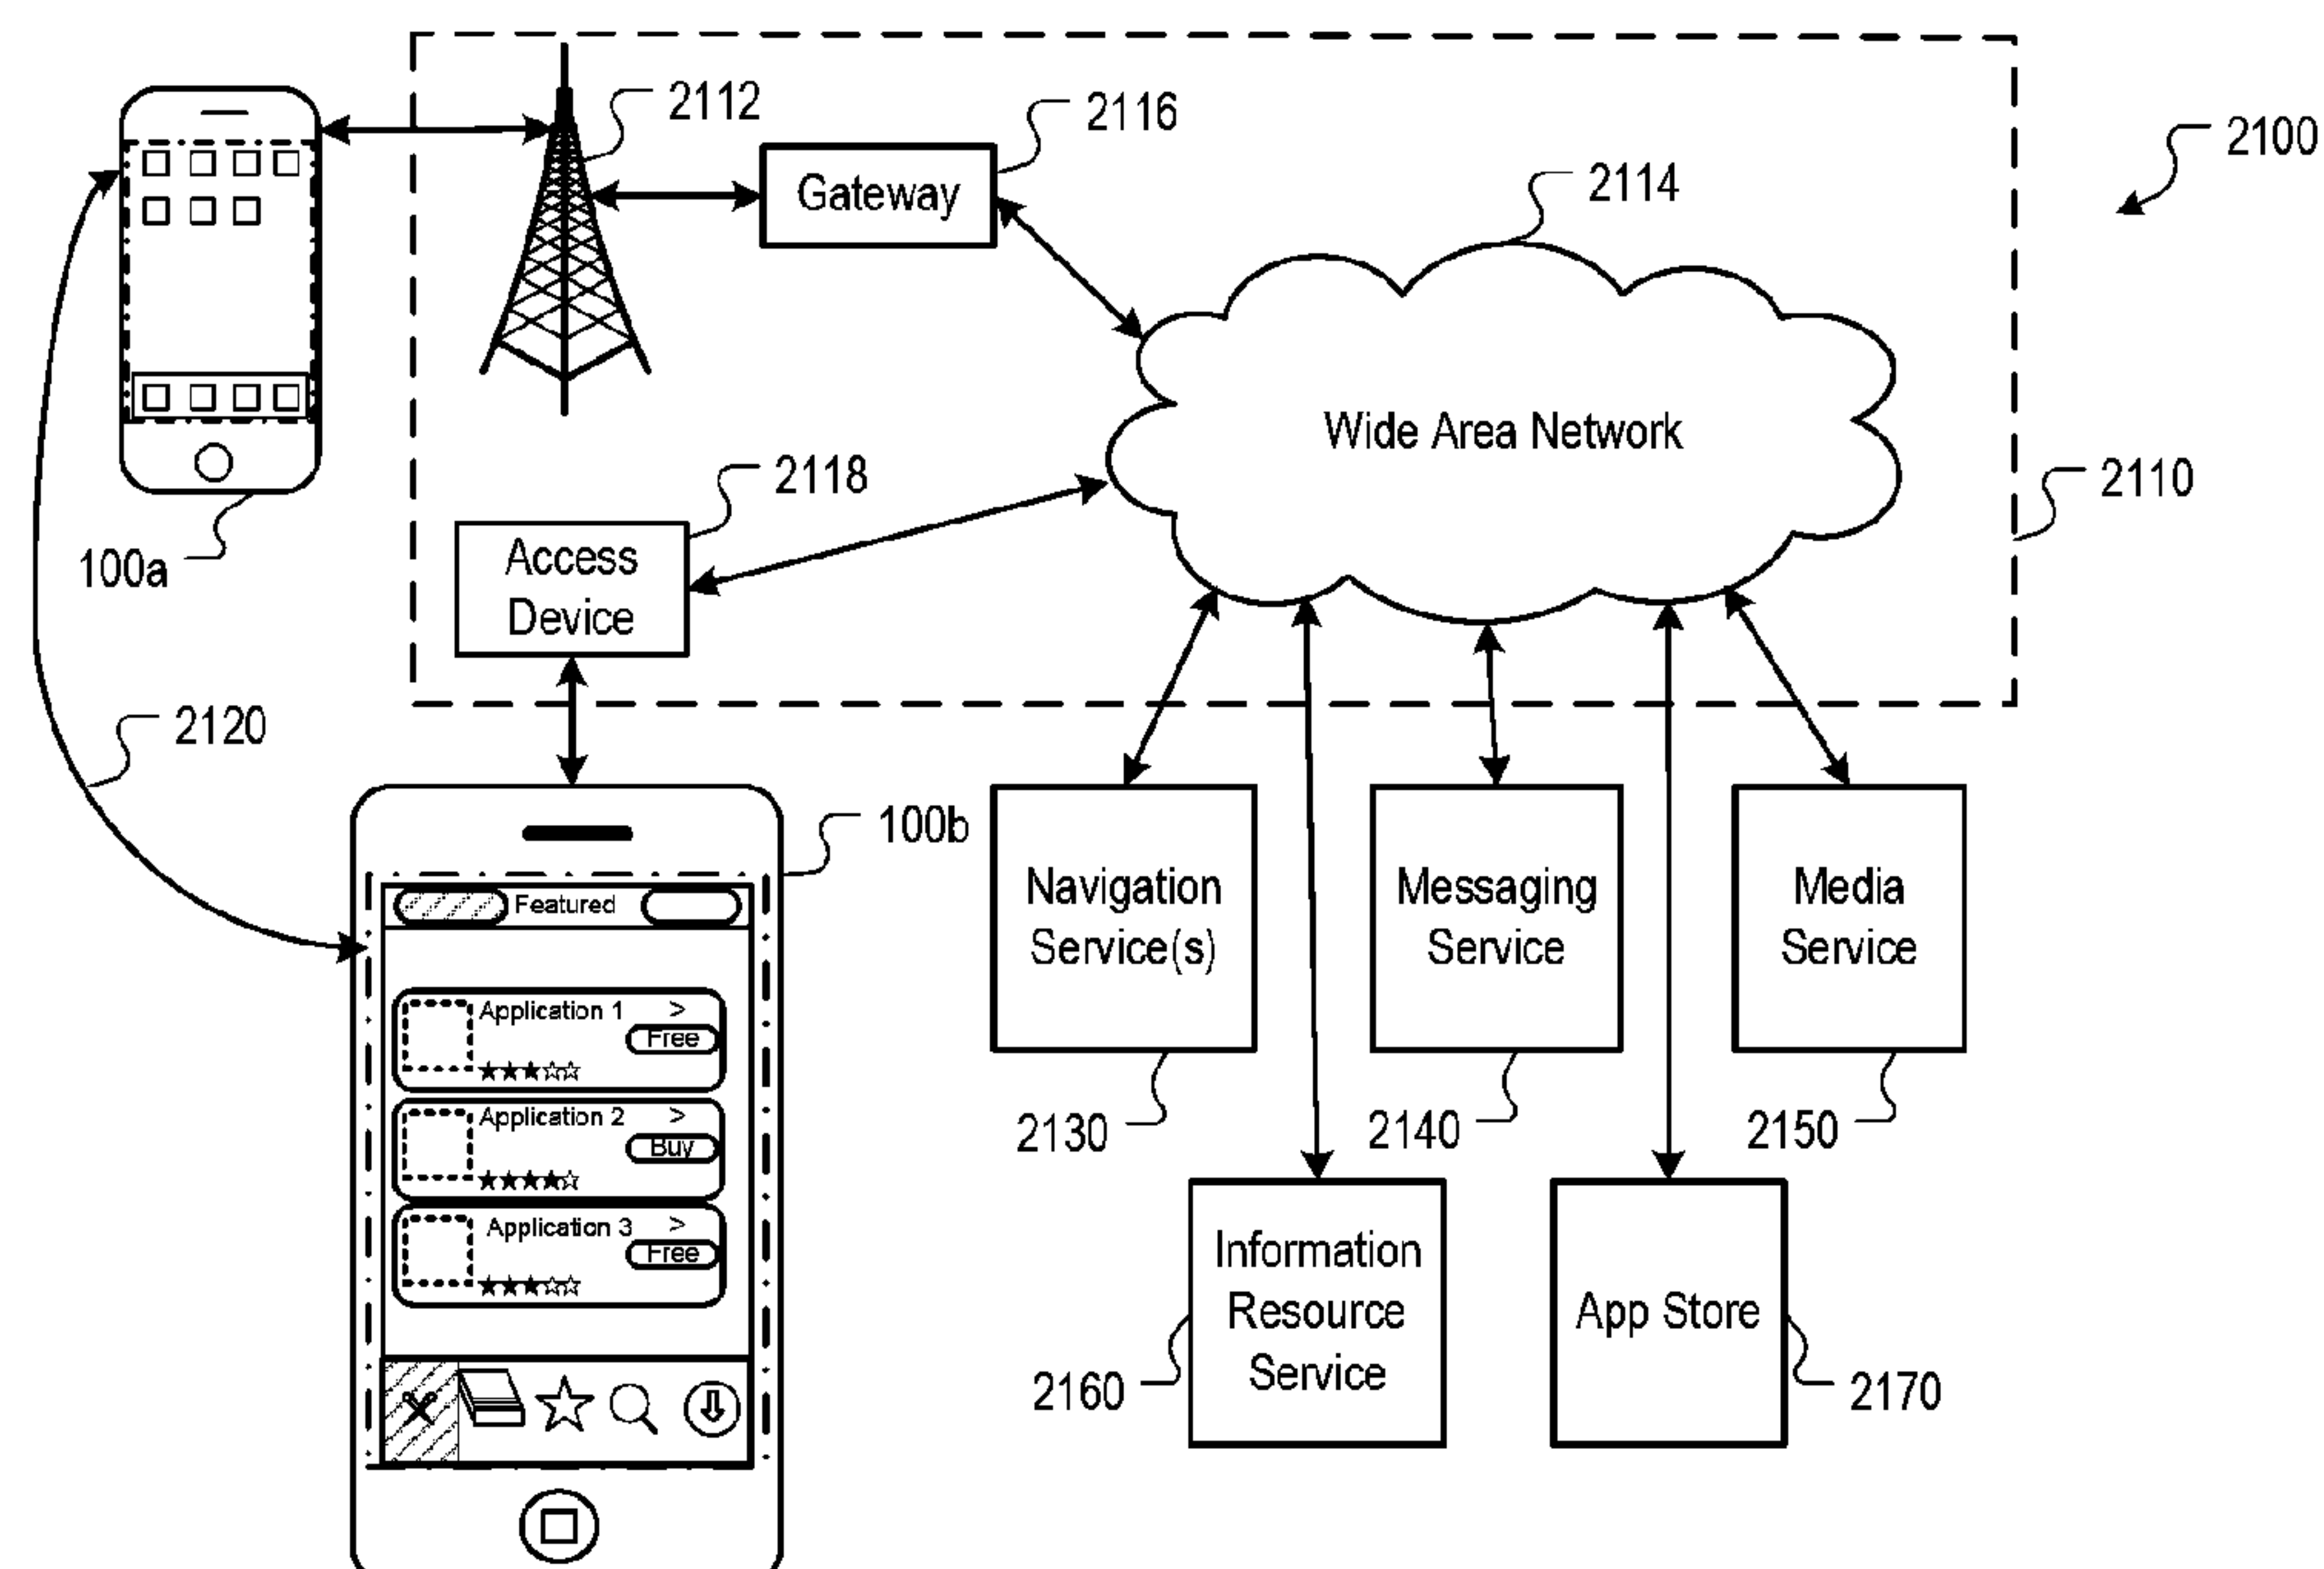 2112
2116
2100
Gateway
2114
Wide Area Network
2110
2118
100a
Access
Device
2120
100b
Featured
Application 1 >
Free
★★★☆☆
Application 2 >
Buy
★★★★☆
Application 3 >
Free
★★★☆☆
Navigation
Service(s)
Messaging
Service
Media
Service
2130
2140
2150
Information
Resource
Service
App Store
2160
2170